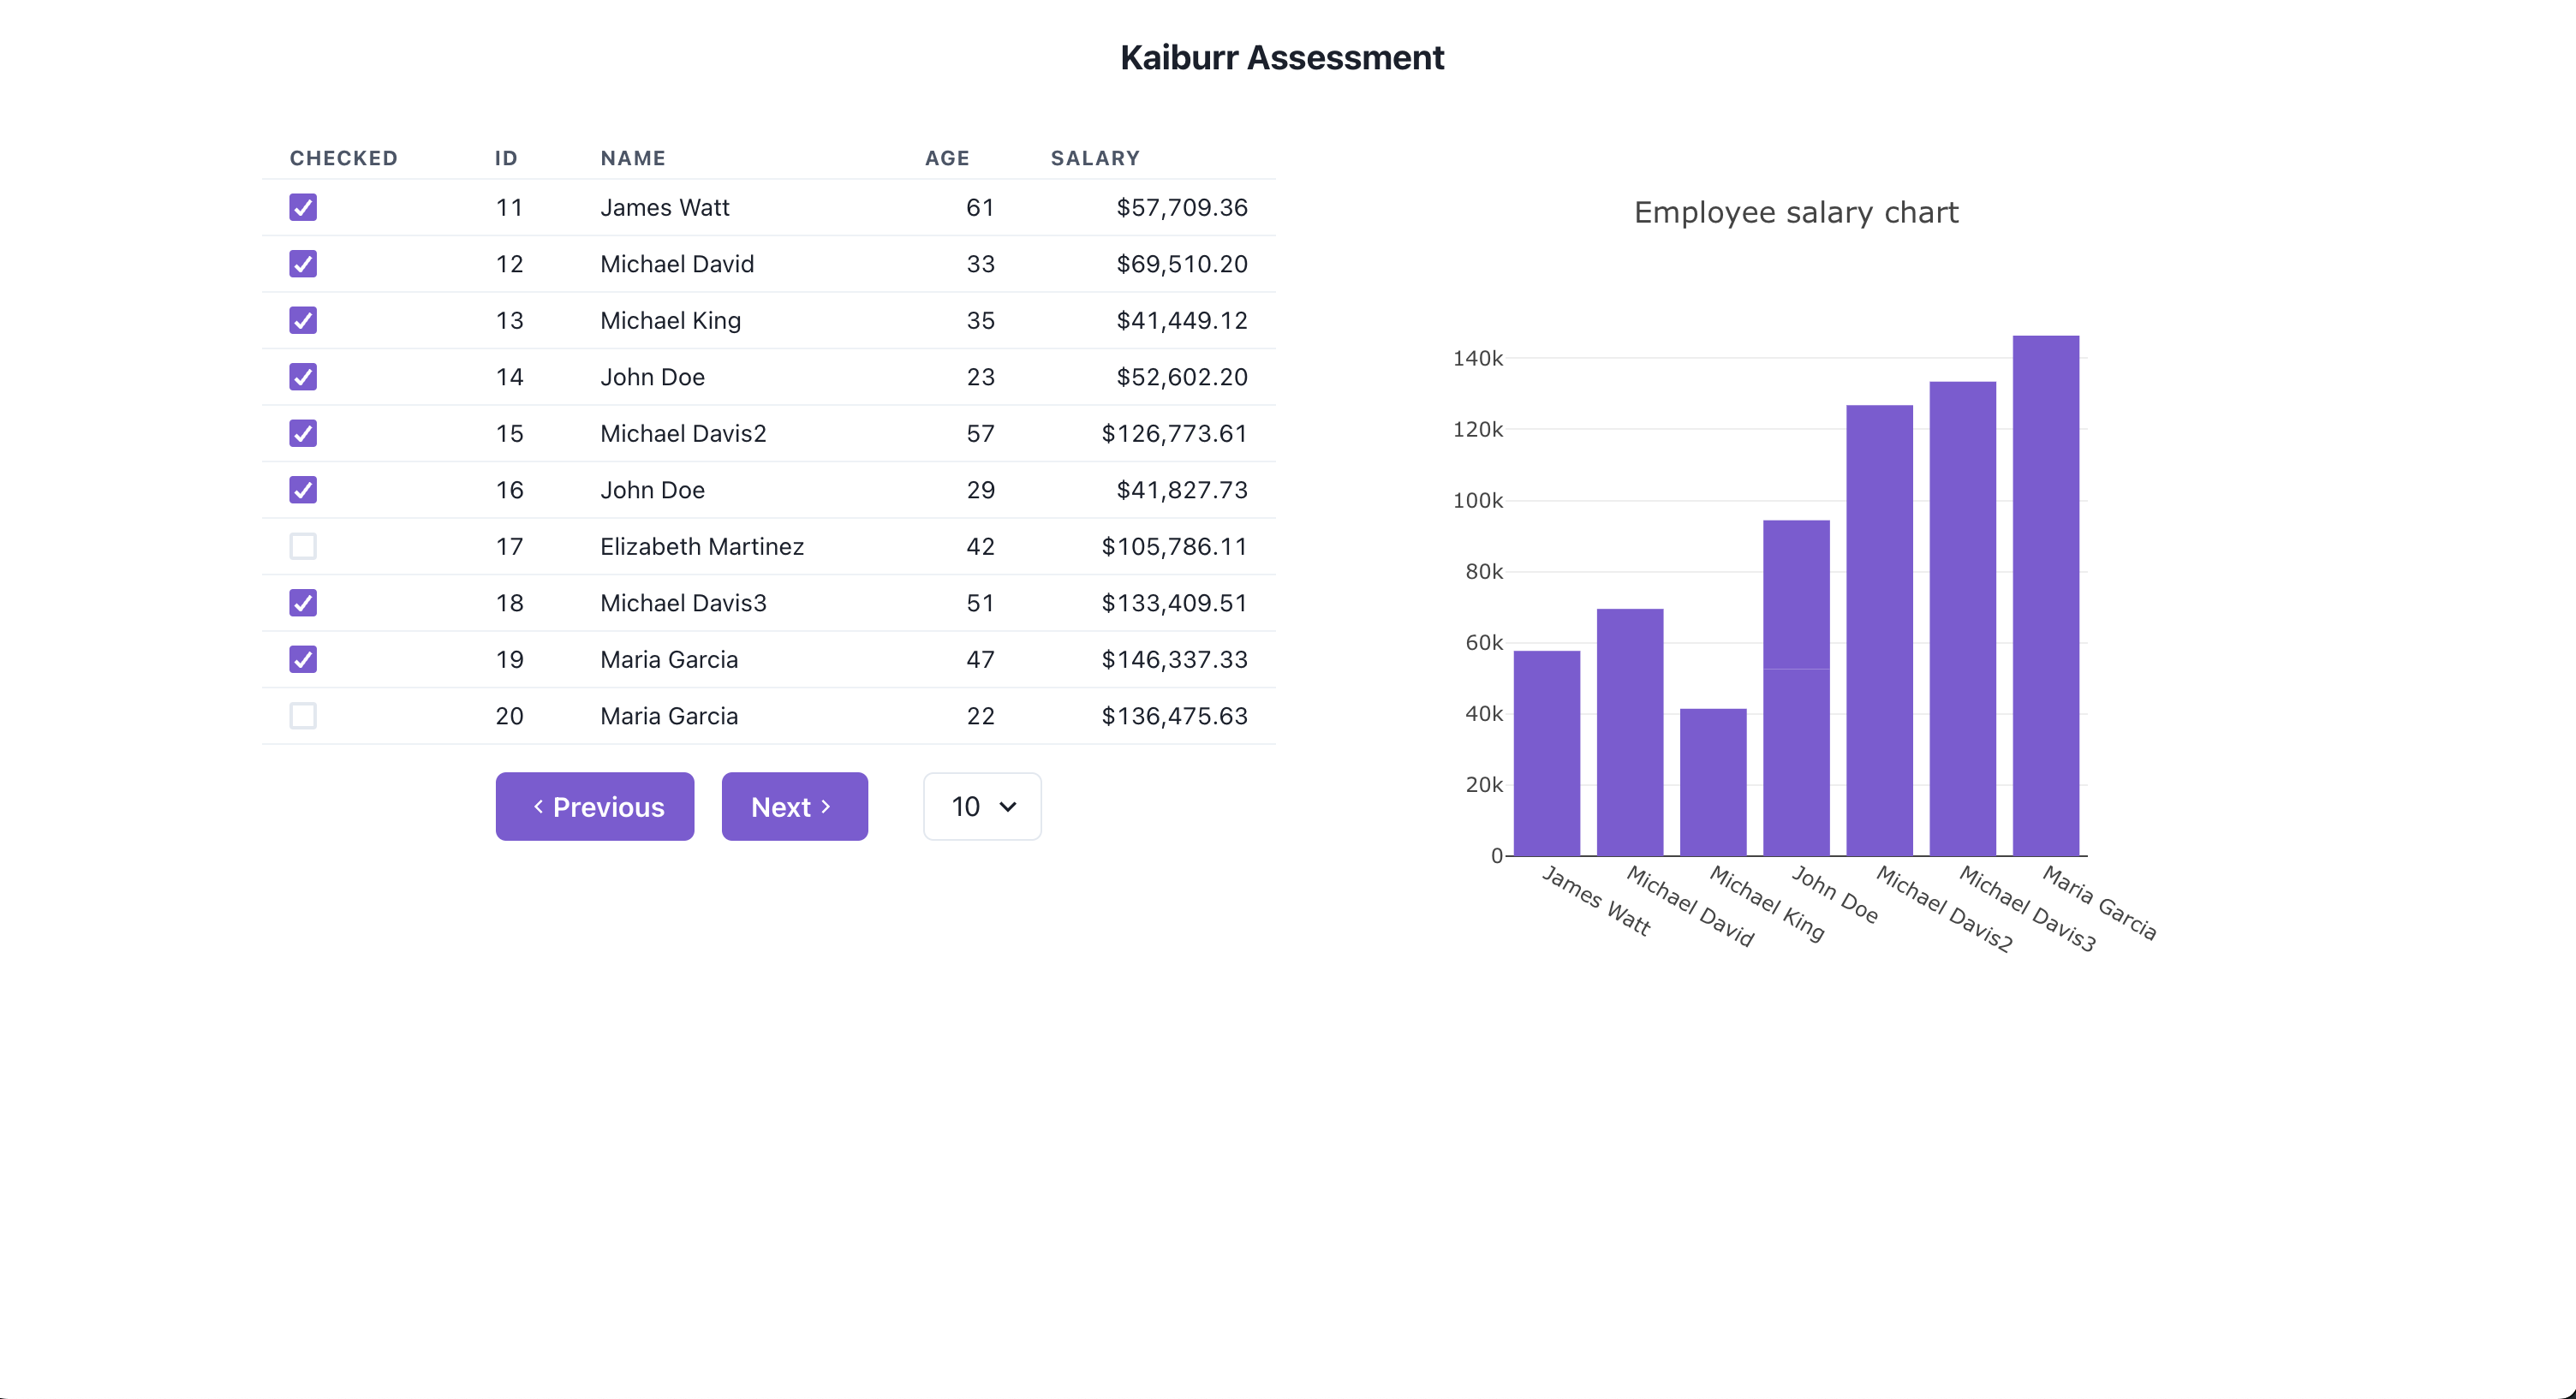 Kaiburr Assessment
CHECKED ID NAME AGE SALARY
11 James Watt 61 $57,709.36
12 Michael David 33 $69,510.20
13 Michael King 35 $41,449.12
14 John Doe 23 $52,602.20
15 Michael Davis2 57 $126,773.61
16 John Doe 29 $41,827.73
17 Elizabeth Martinez 42 $105,786.11
18 Michael Davis3 51 $133,409.51
19 Maria Garcia 47 $146,337.33
20 Maria Garcia 22 $136,475.63
Previous Next 10
Employee salary chart
140k
120k
100k
80k
60k
40k
20k
0
James Watt
Michael David
Michael King
John Doe
Michael Davis2
Michael Davis3
Maria Garcia